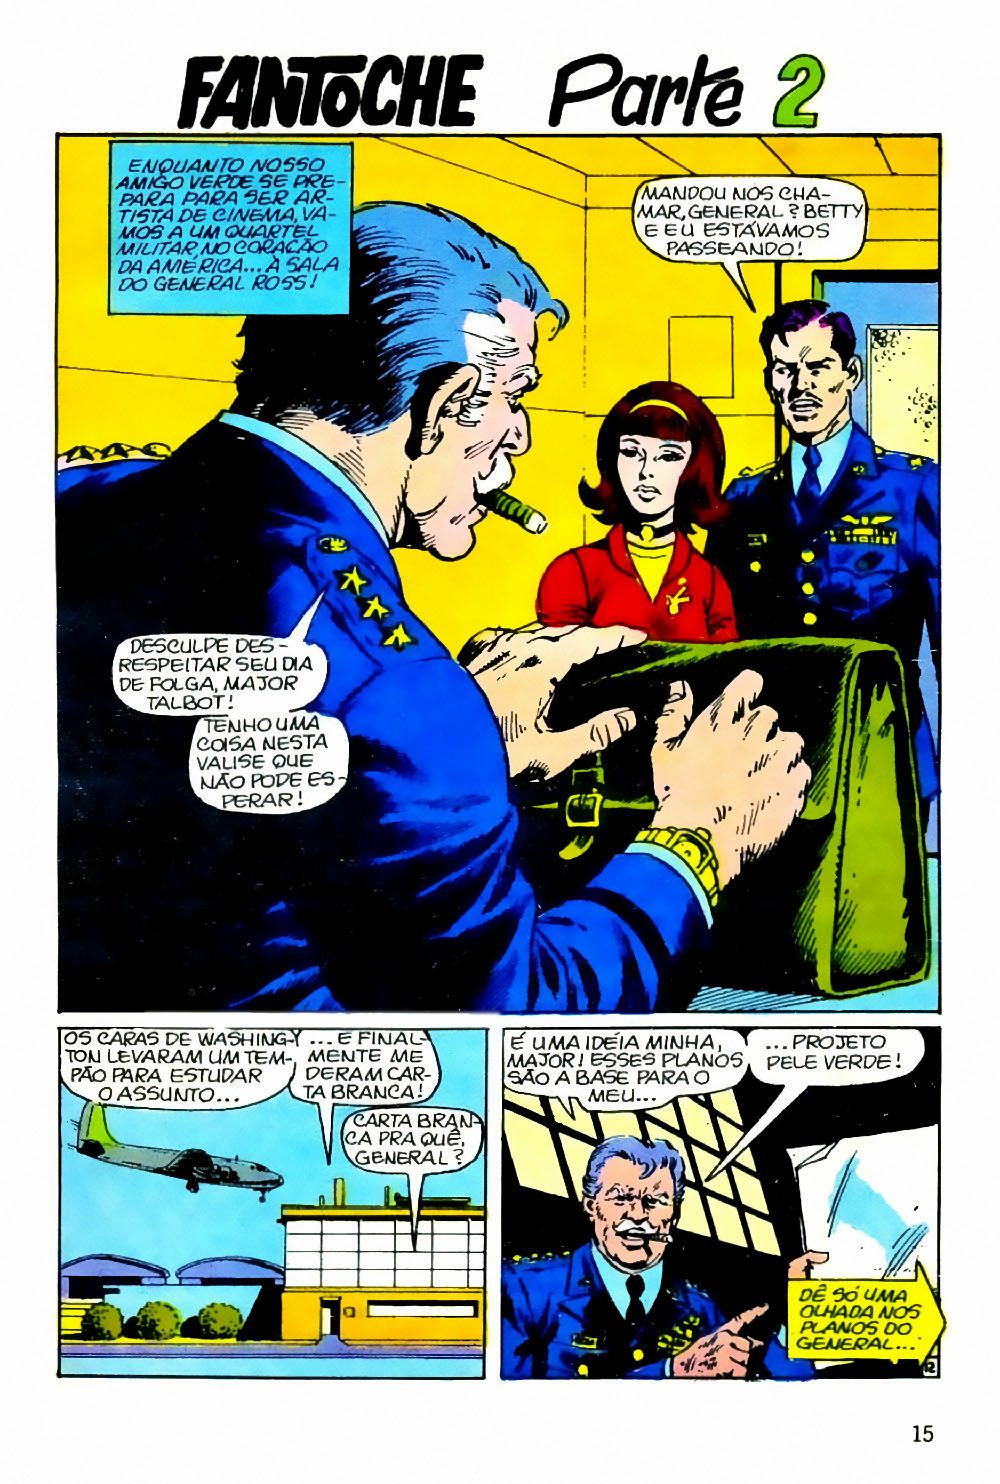 FANTOCHE Parte 2
ENQUANTO NOSSO
AMIGO VERDE SE PRE-
PARA PARA SER AR-
TISTA DE CINEMA, VA-
MOS A UM QUARTEL
MILITAR, NO CORAÇÃO
DA AMÉRICA... À SALA
DO GENERAL ROSS!
MANDOU NOS CHA-
MAR, GENERAL? BETTY
E EU ESTÁVAMOS
PASSEANDO!
DESCULPE DES-
RESPEITAR SEU DIA
DE FOLGA, MAJOR
TALBOT!
TENHO UMA
COISA NESTA
VALISE QUE
NÃO PODE ES-
PERAR!
OS CARAS DE WASHING-
TON LEVARAM UM TEM-
PÃO PARA ESTUDAR
O ASSUNTO...
... E FINAL-
MENTE ME
DERAM CAR-
TA BRANCA!
CARTA BRAN-
CA PRA QUÊ,
GENERAL?
É UMA IDÉIA MINHA,
MAJOR! ESSES PLANOS
SÃO A BASE PARA O
MEU...
...PROJETO
PELE VERDE!
DÊ SÓ UMA
OLHADA NOS
PLANOS DO
GENERAL...
12
15